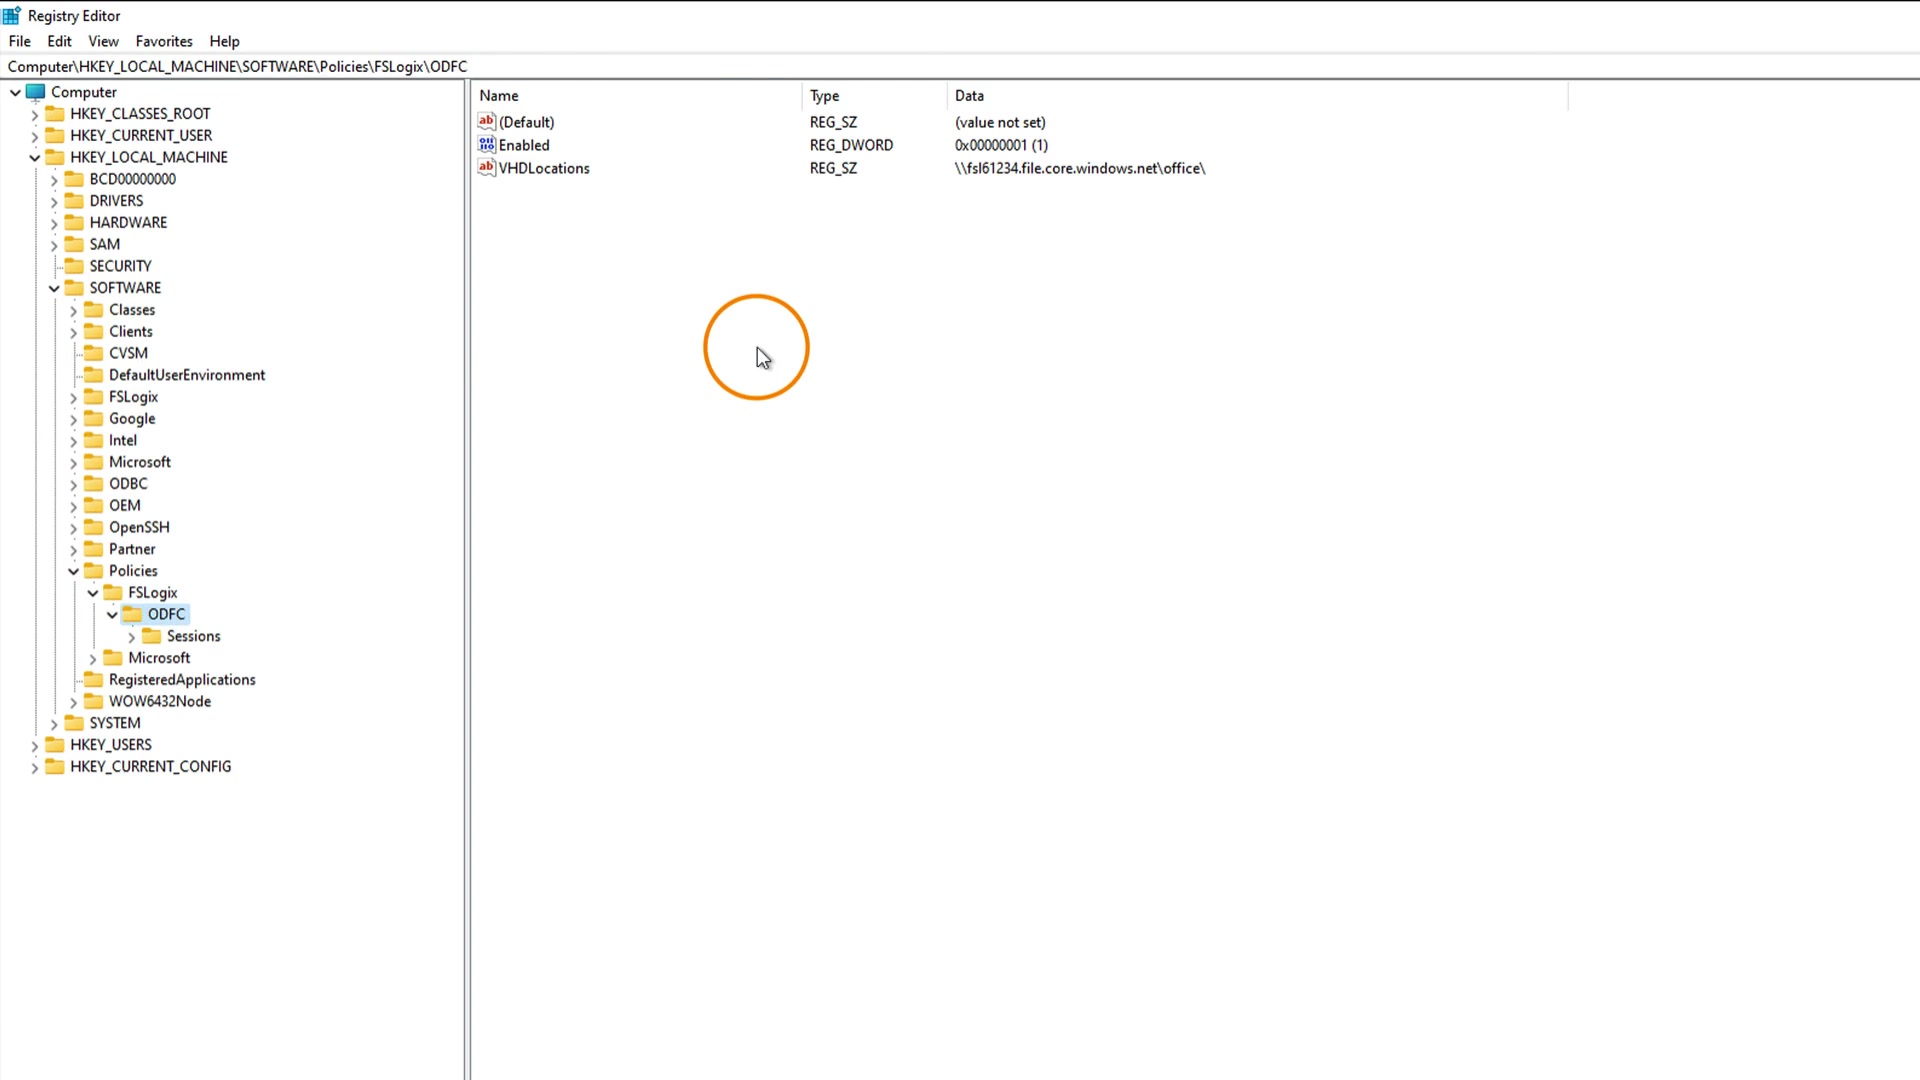 Registry Editor
File Edit View Favorites Help
Computer\HKEY_LOCAL_MACHINE\SOFTWARE\Policies\FSLogix\ODFC
Computer
HKEY_CLASSES_ROOT
HKEY_CURRENT_USER
HKEY_LOCAL_MACHINE
BCD00000000
DRIVERS
HARDWARE
SAM
SECURITY
SOFTWARE
Classes
Clients
CVSM
DefaultUserEnvironment
FSLogix
Google
Intel
Microsoft
ODBC
OEM
OpenSSH
Partner
Policies
FSLogix
ODFC
Sessions
Microsoft
RegisteredApplications
WOW6432Node
SYSTEM
HKEY_USERS
HKEY_CURRENT_CONFIG
Name Type Data
(Default) REG_SZ (value not set)
Enabled REG_DWORD 0x00000001 (1)
VHDLocations REG_SZ \\fsl61234.file.core.windows.net\office\